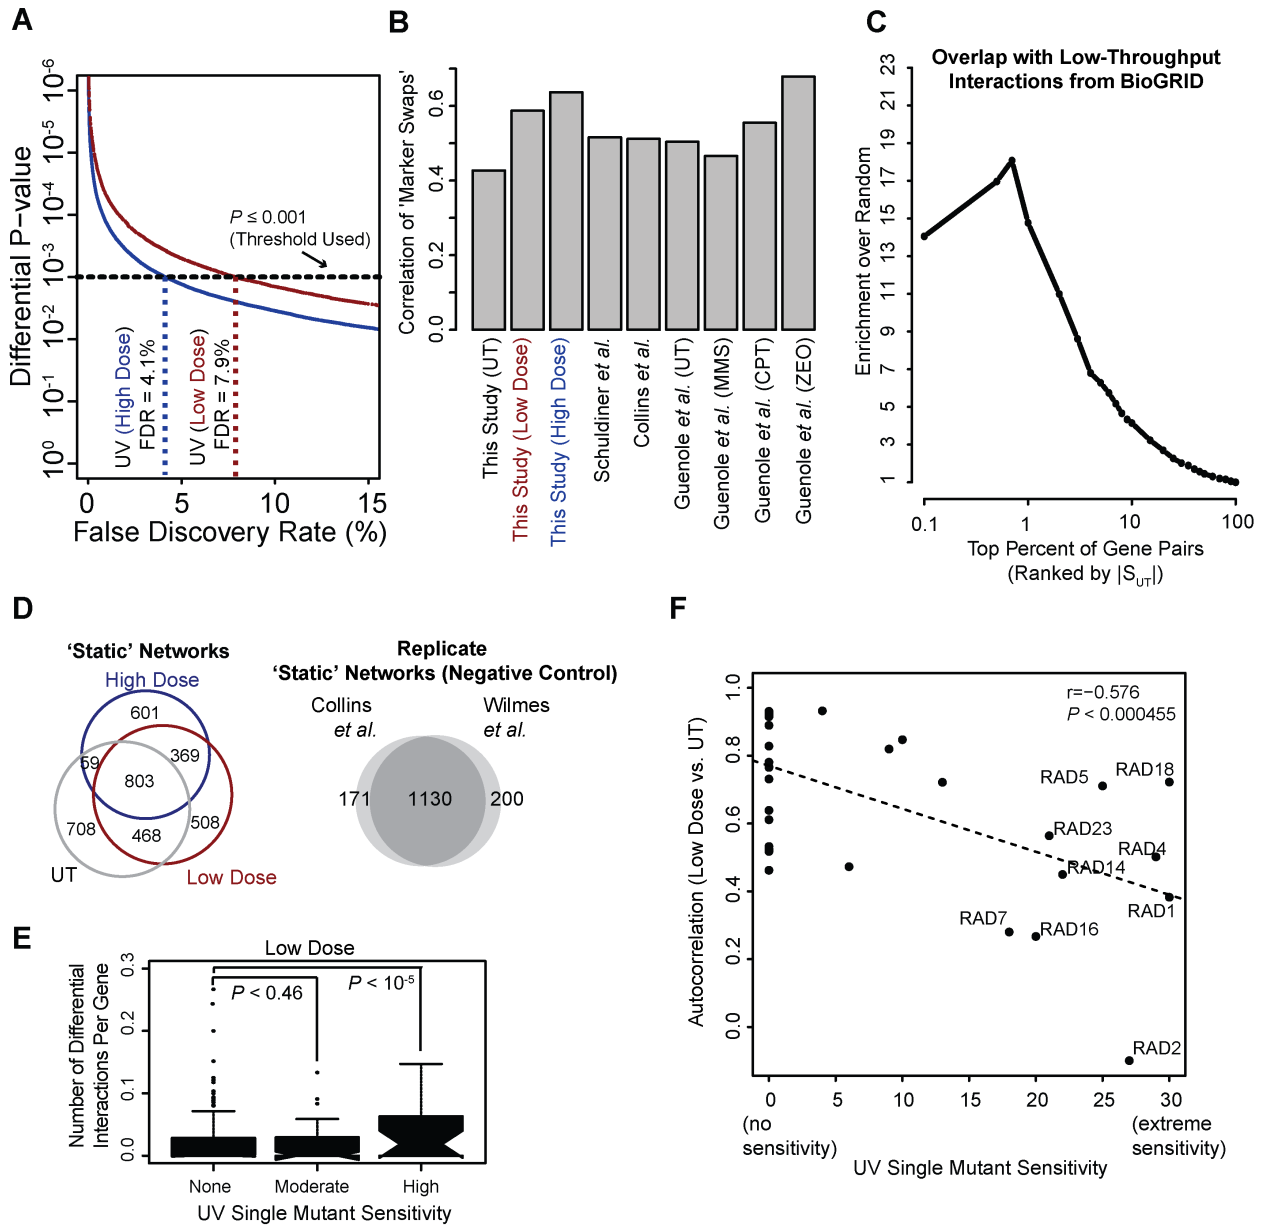 A
Differential P−value
10-6
10-5
10-4
10-3
10-2
10-1
100
P ≤ 0.001
(Threshold Used)
UV (High Dose)
FDR = 4.1%
UV (Low Dose)
FDR = 7.9%
0 5 10 15
False Discovery Rate (%)
B
Correlation of 'Marker Swaps'
0.6
0.4
0.2
0.0
This Study (UT)
This Study (Low Dose)
This Study (High Dose)
Schuldiner et al.
Collins et al.
Guenole et al. (UT)
Guenole et al. (MMS)
Guenole et al. (CPT)
Guenole et al. (ZEO)
C
Overlap with Low-Throughput
Interactions from BioGRID
Enrichment over Random
23
21
19
17
15
13
11
9
7
5
3
1
0.1 1 10 100
Top Percent of Gene Pairs
(Ranked by |SUT|)
D
‘Static’ Networks
High Dose
601
59
369
803
708
468
508
UT
Low Dose
Replicate
‘Static’ Networks (Negative Control)
Collins
et al.
Wilmes
et al.
171 1130 200
E
Low Dose
Number of Differential
Interactions Per Gene
0.3
0.2
0.1
0.0
P < 0.46
P < 10-5
None Moderate High
UV Single Mutant Sensitivity
F
Autocorrelation (Low Dose vs. UT)
1.0
0.8
0.6
0.4
0.2
0.0
r=−0.576
P < 0.000455
RAD5
RAD18
RAD23
RAD4
RAD14
RAD1
RAD7
RAD16
RAD2
0 5 10 15 20 25 30
(no
sensitivity)
(extreme
sensitivity)
UV Single Mutant Sensitivity